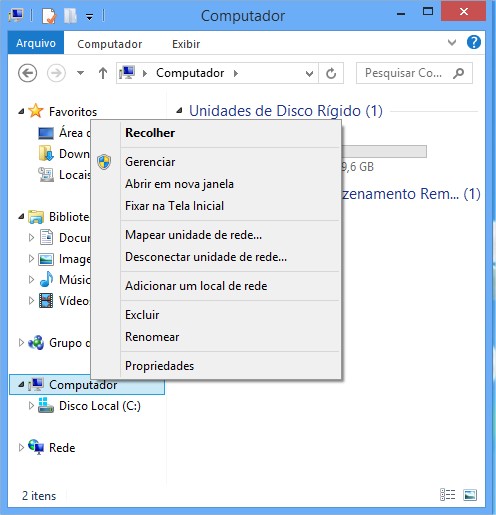 Computador
Arquivo
Computador
Exibir
Computador
Pesquisar Co...
Favoritos
Unidades de Disco Rígido (1)
Área d
Down
Locais
9,6 GB
zenamento Rem... (1)
Recolher
Gerenciar
Abrir em nova janela
Fixar na Tela Inicial
Mapear unidade de rede...
Desconectar unidade de rede...
Adicionar um local de rede
Excluir
Renomear
Propriedades
Bibliote
Docur
Image
Músic
Vídeo
Grupo d
Computador
Disco Local (C:)
Rede
2 itens